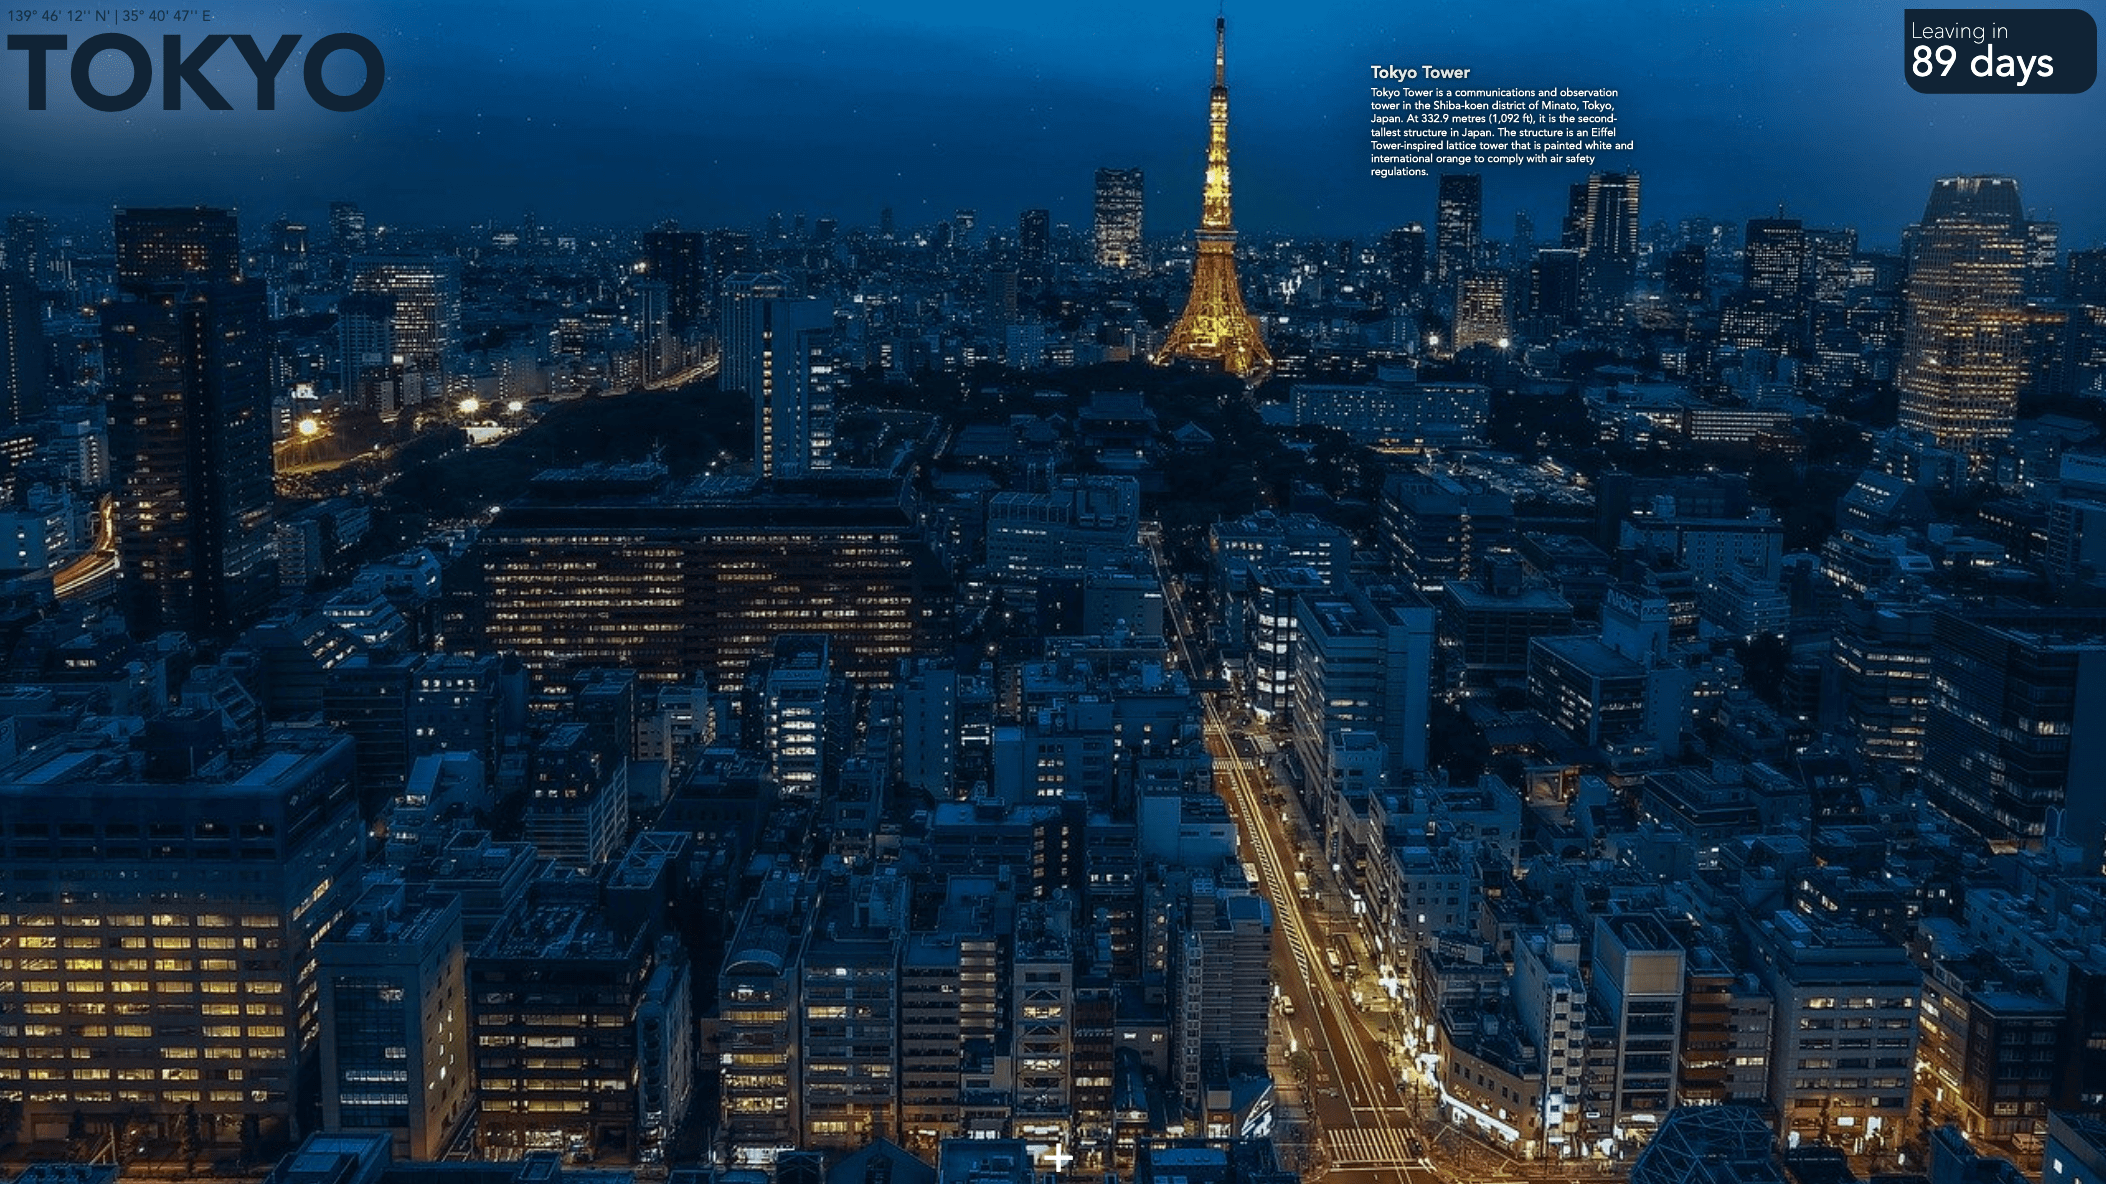 139° 46' 12'' N' | 35° 40' 47'' E
TOKYO
Leaving in
89 days
Tokyo Tower
Tokyo Tower is a communications and observation
tower in the Shiba-koen district of Minato, Tokyo,
Japan. At 332.9 metres (1,092 ft), it is the second-
tallest structure in Japan. The structure is an Eiffel
Tower-inspired lattice tower that is painted white and
international orange to comply with air safety
regulations.
NOK NOK